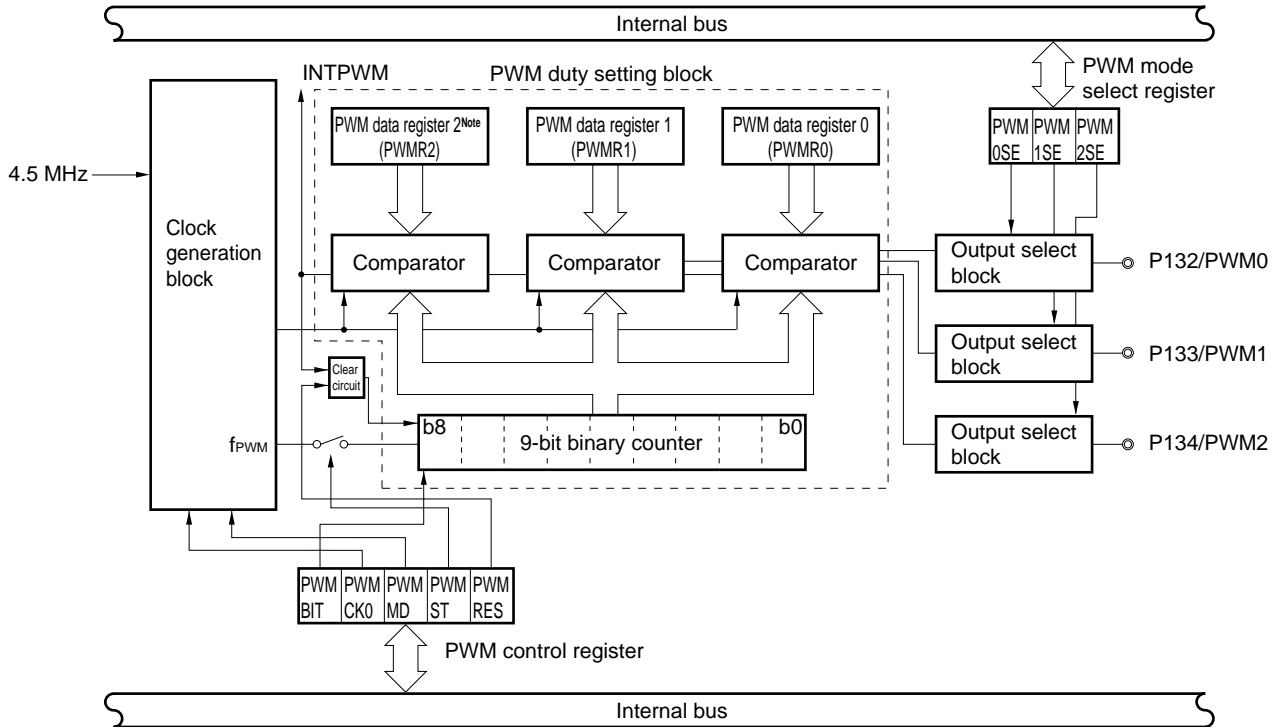 Internal bus
INTPWM
PWM duty setting block
PWM mode
select register
PWM data register 2Note
(PWMR2)
PWM data register 1
(PWMR1)
PWM data register 0
(PWMR0)
PWM PWM PWM
0SE 1SE 2SE
4.5 MHz
Clock
generation
block
Comparator
Comparator
Comparator
Output select
block
P132/PWM0
Output select
block
P133/PWM1
Clear
circuit
b8
9-bit binary counter
b0
fPWM
Output select
block
P134/PWM2
PWM PWM PWM PWM PWM
BIT CK0 MD ST RES
PWM control register
Internal bus